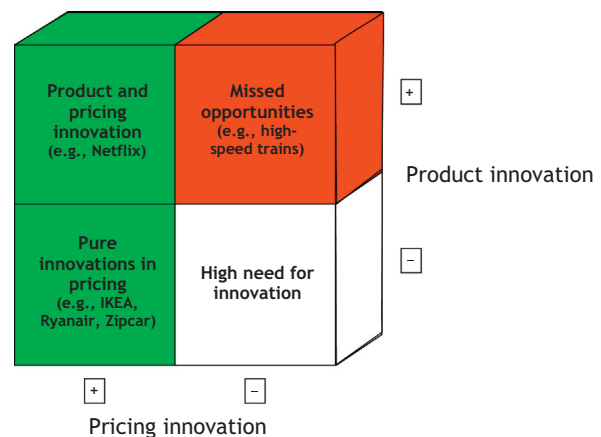 Product and
pricing
innovation
(e.g., Netflix)
Missed
opportunities
(e.g., high-
speed trains)
+
Product innovation
Pure
innovations in
pricing
(e.g., IKEA,
Ryanair, Zipcar)
High need for
innovation
–
+
–
Pricing innovation